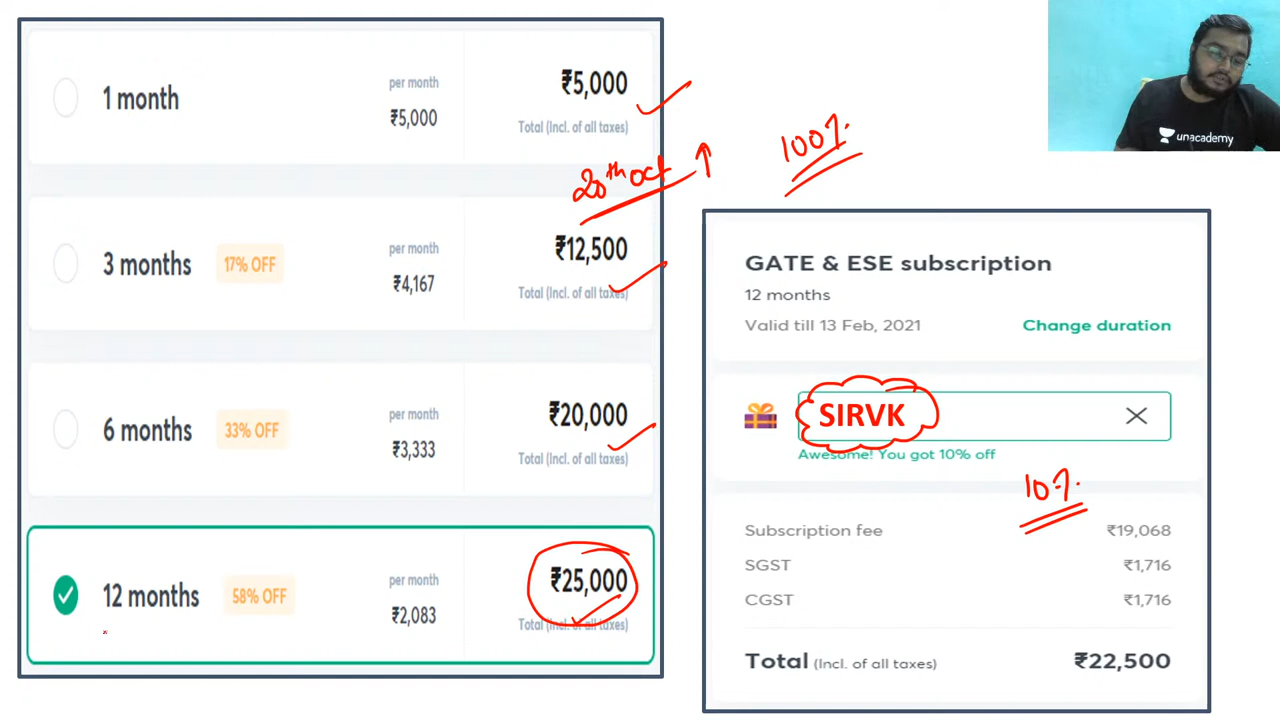 1 month
per month
₹5,000
₹5,000
Total (Incl. of all taxes)
20th oct ↑
100%
3 months
17% OFF
per month
₹4,167
₹12,500
Total (Incl. of all taxes)
6 months
33% OFF
per month
₹3,333
₹20,000
Total (Incl. of all taxes)
12 months
58% OFF
per month
₹2,083
₹25,000
Total (Incl. of all taxes)
unacademy
GATE & ESE subscription
12 months
Valid till 13 Feb, 2021
Change duration
SIRVK
Awesome! You got 10% off
10%
Subscription fee
₹19,068
SGST
₹1,716
CGST
₹1,716
Total (Incl. of all taxes)
₹22,500